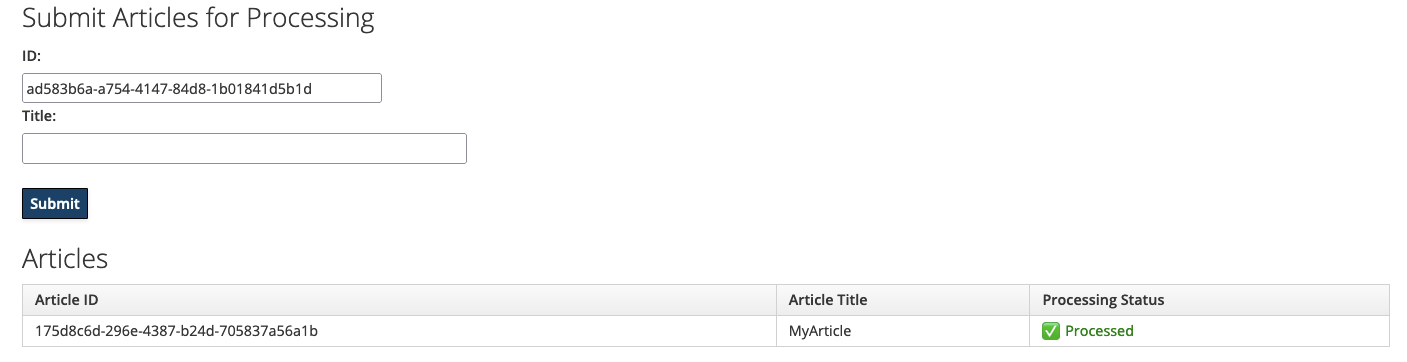 Submit Articles for Processing
ID:
ad583b6a-a754-4147-84d8-1b01841d5b1d
Title:
Submit
Articles
Article ID Article Title Processing Status
175d8c6d-296e-4387-b24d-705837a56a1b MyArticle ✅ Processed